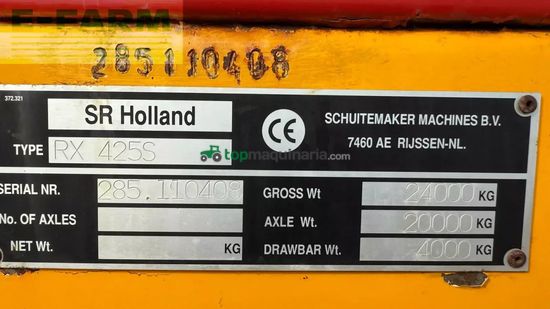 E-FARM
285110408
372.321
SR Holland
TYPE RX 425S
CE
SCHUITEMAKER MACHINES B.V.
7460 AE RIJSSEN-NL.
topmaquinaria.com
SERIAL NR. 285.110408
No. OF AXLES
NET Wt. KG
GROSS Wt 24000 KG
AXLE Wt. 20000 KG
DRAWBAR Wt. 4000 KG